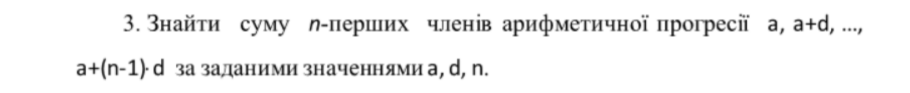 3. Знайти суму n-перших членів арифметичної прогресії a, a+d, ...,
a+(n-1)· d за заданими значеннями a, d, n.